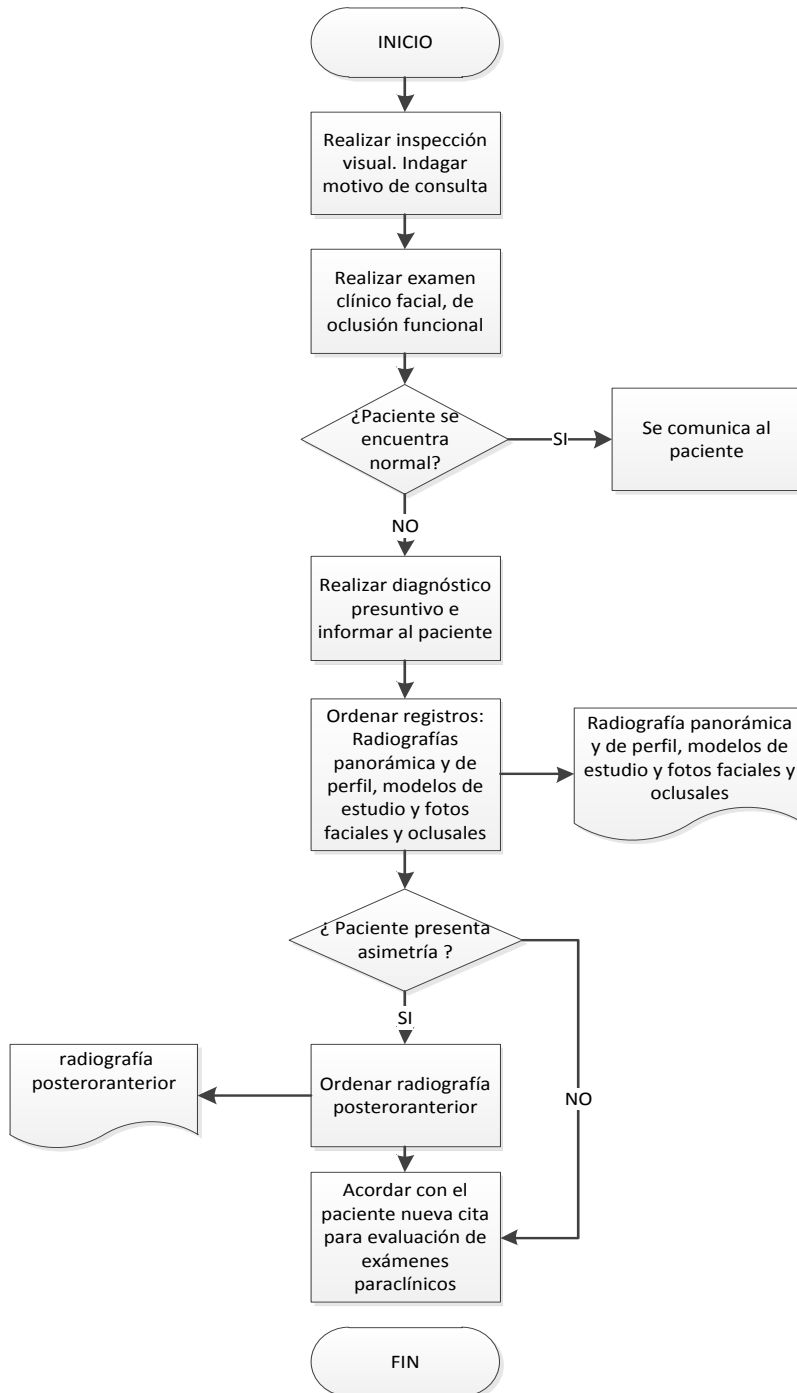 INICIO
Realizar inspección
visual. Indagar
motivo de consulta
Realizar examen
clínico facial, de
oclusión funcional
¿Paciente se
encuentra
normal?
SI
Se comunica al
paciente
NO
Realizar diagnóstico
presuntivo e
informar al paciente
Ordenar registros:
Radiografías
panorámica y de
perfil, modelos de
estudio y fotos
faciales y oclusales
Radiografía panorámica
y de perfil, modelos de
estudio y fotos faciales y
oclusales
¿ Paciente presenta
asimetría ?
SI
NO
Ordenar radiografía
posteroranterior
radiografía
posteroranterior
Acordar con el
paciente nueva cita
para evaluación de
exámenes
paraclínicos
FIN